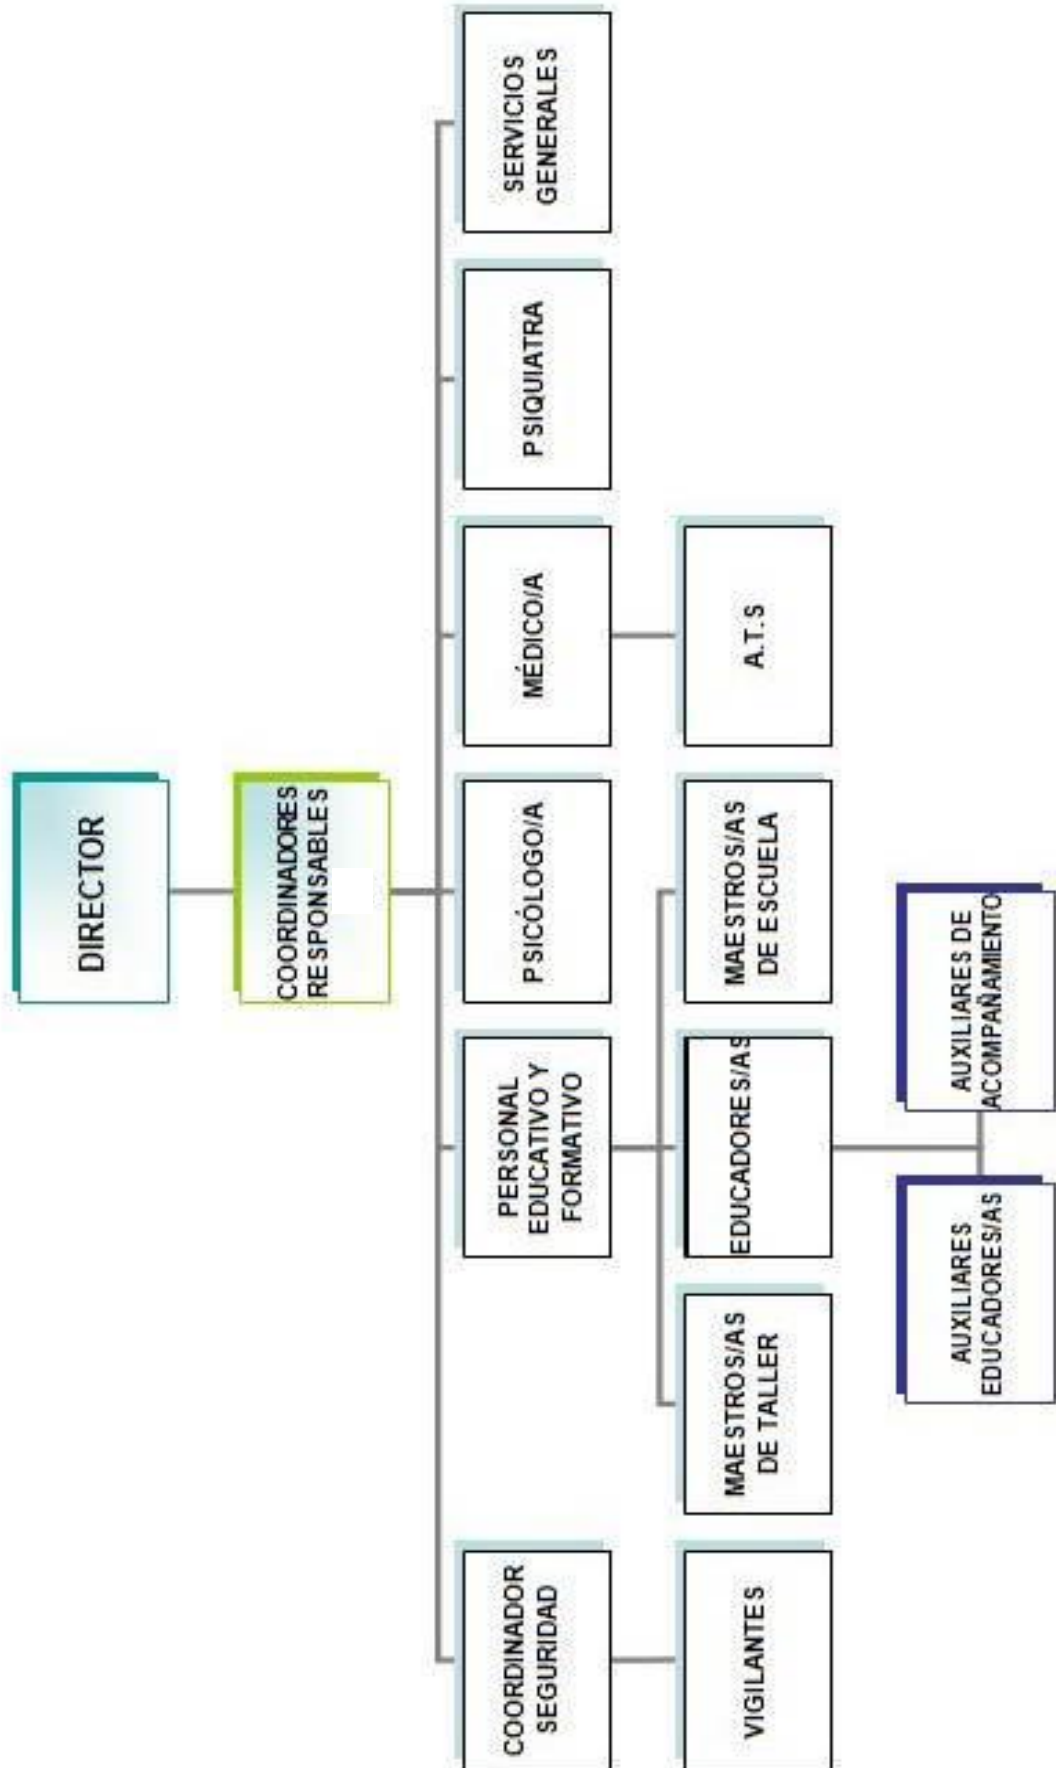 DIRECTOR
COORDINADORES
RESPONSABLES
COORDINADOR
SEGURIDAD
PERSONAL
EDUCATIVO Y
FORMATIVO
PSICÓLOGO/A
MÉDICO/A
PSIQUIATRA
SERVICIOS
GENERALES
VIGILANTES
MAESTROS/AS
DE TALLER
EDUCADORES/AS
MAESTROS/AS
DE ESCUELA
A.T.S
AUXILIARES
EDUCADORES/AS
AUXILIARES DE
ACOMPAÑAMIENTO